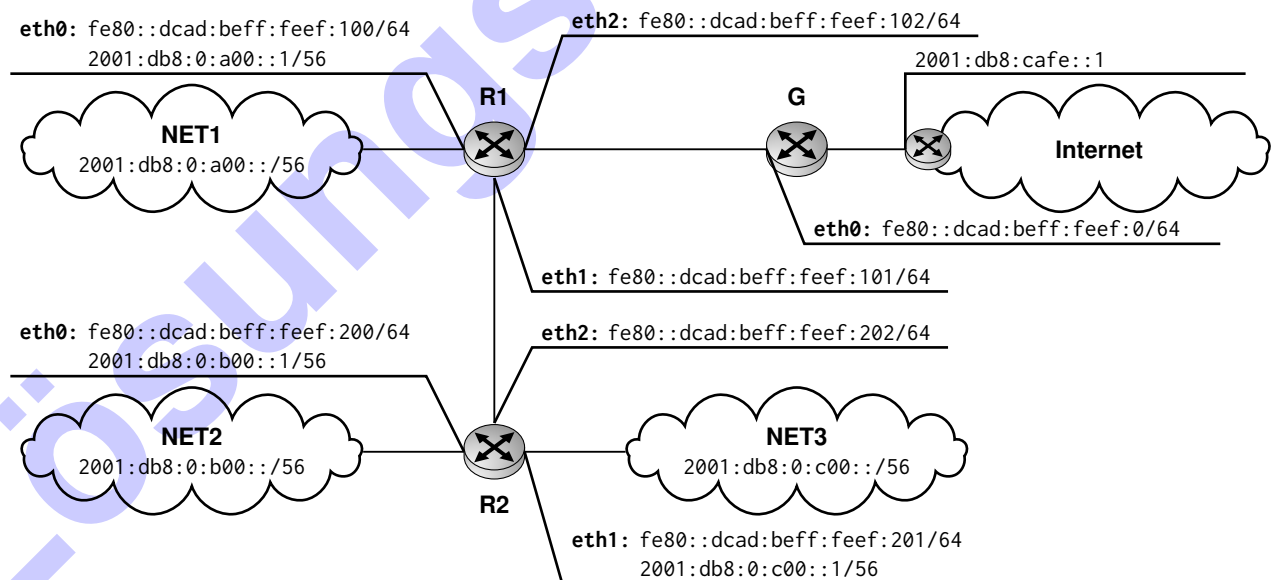 eth0: fe80::dcad:beff:feef:100/64
2001:db8:0:a00::1/56
eth2: fe80::dcad:beff:feef:102/64
2001:db8:cafe::1
R1
G
NET1
2001:db8:0:a00::/56
Internet
eth0: fe80::dcad:beff:feef:0/64
eth1: fe80::dcad:beff:feef:101/64
eth0: fe80::dcad:beff:feef:200/64
2001:db8:0:b00::1/56
eth2: fe80::dcad:beff:feef:202/64
NET2
2001:db8:0:b00::/56
NET3
2001:db8:0:c00::/56
R2
eth1: fe80::dcad:beff:feef:201/64
2001:db8:0:c00::1/56
-ösungs